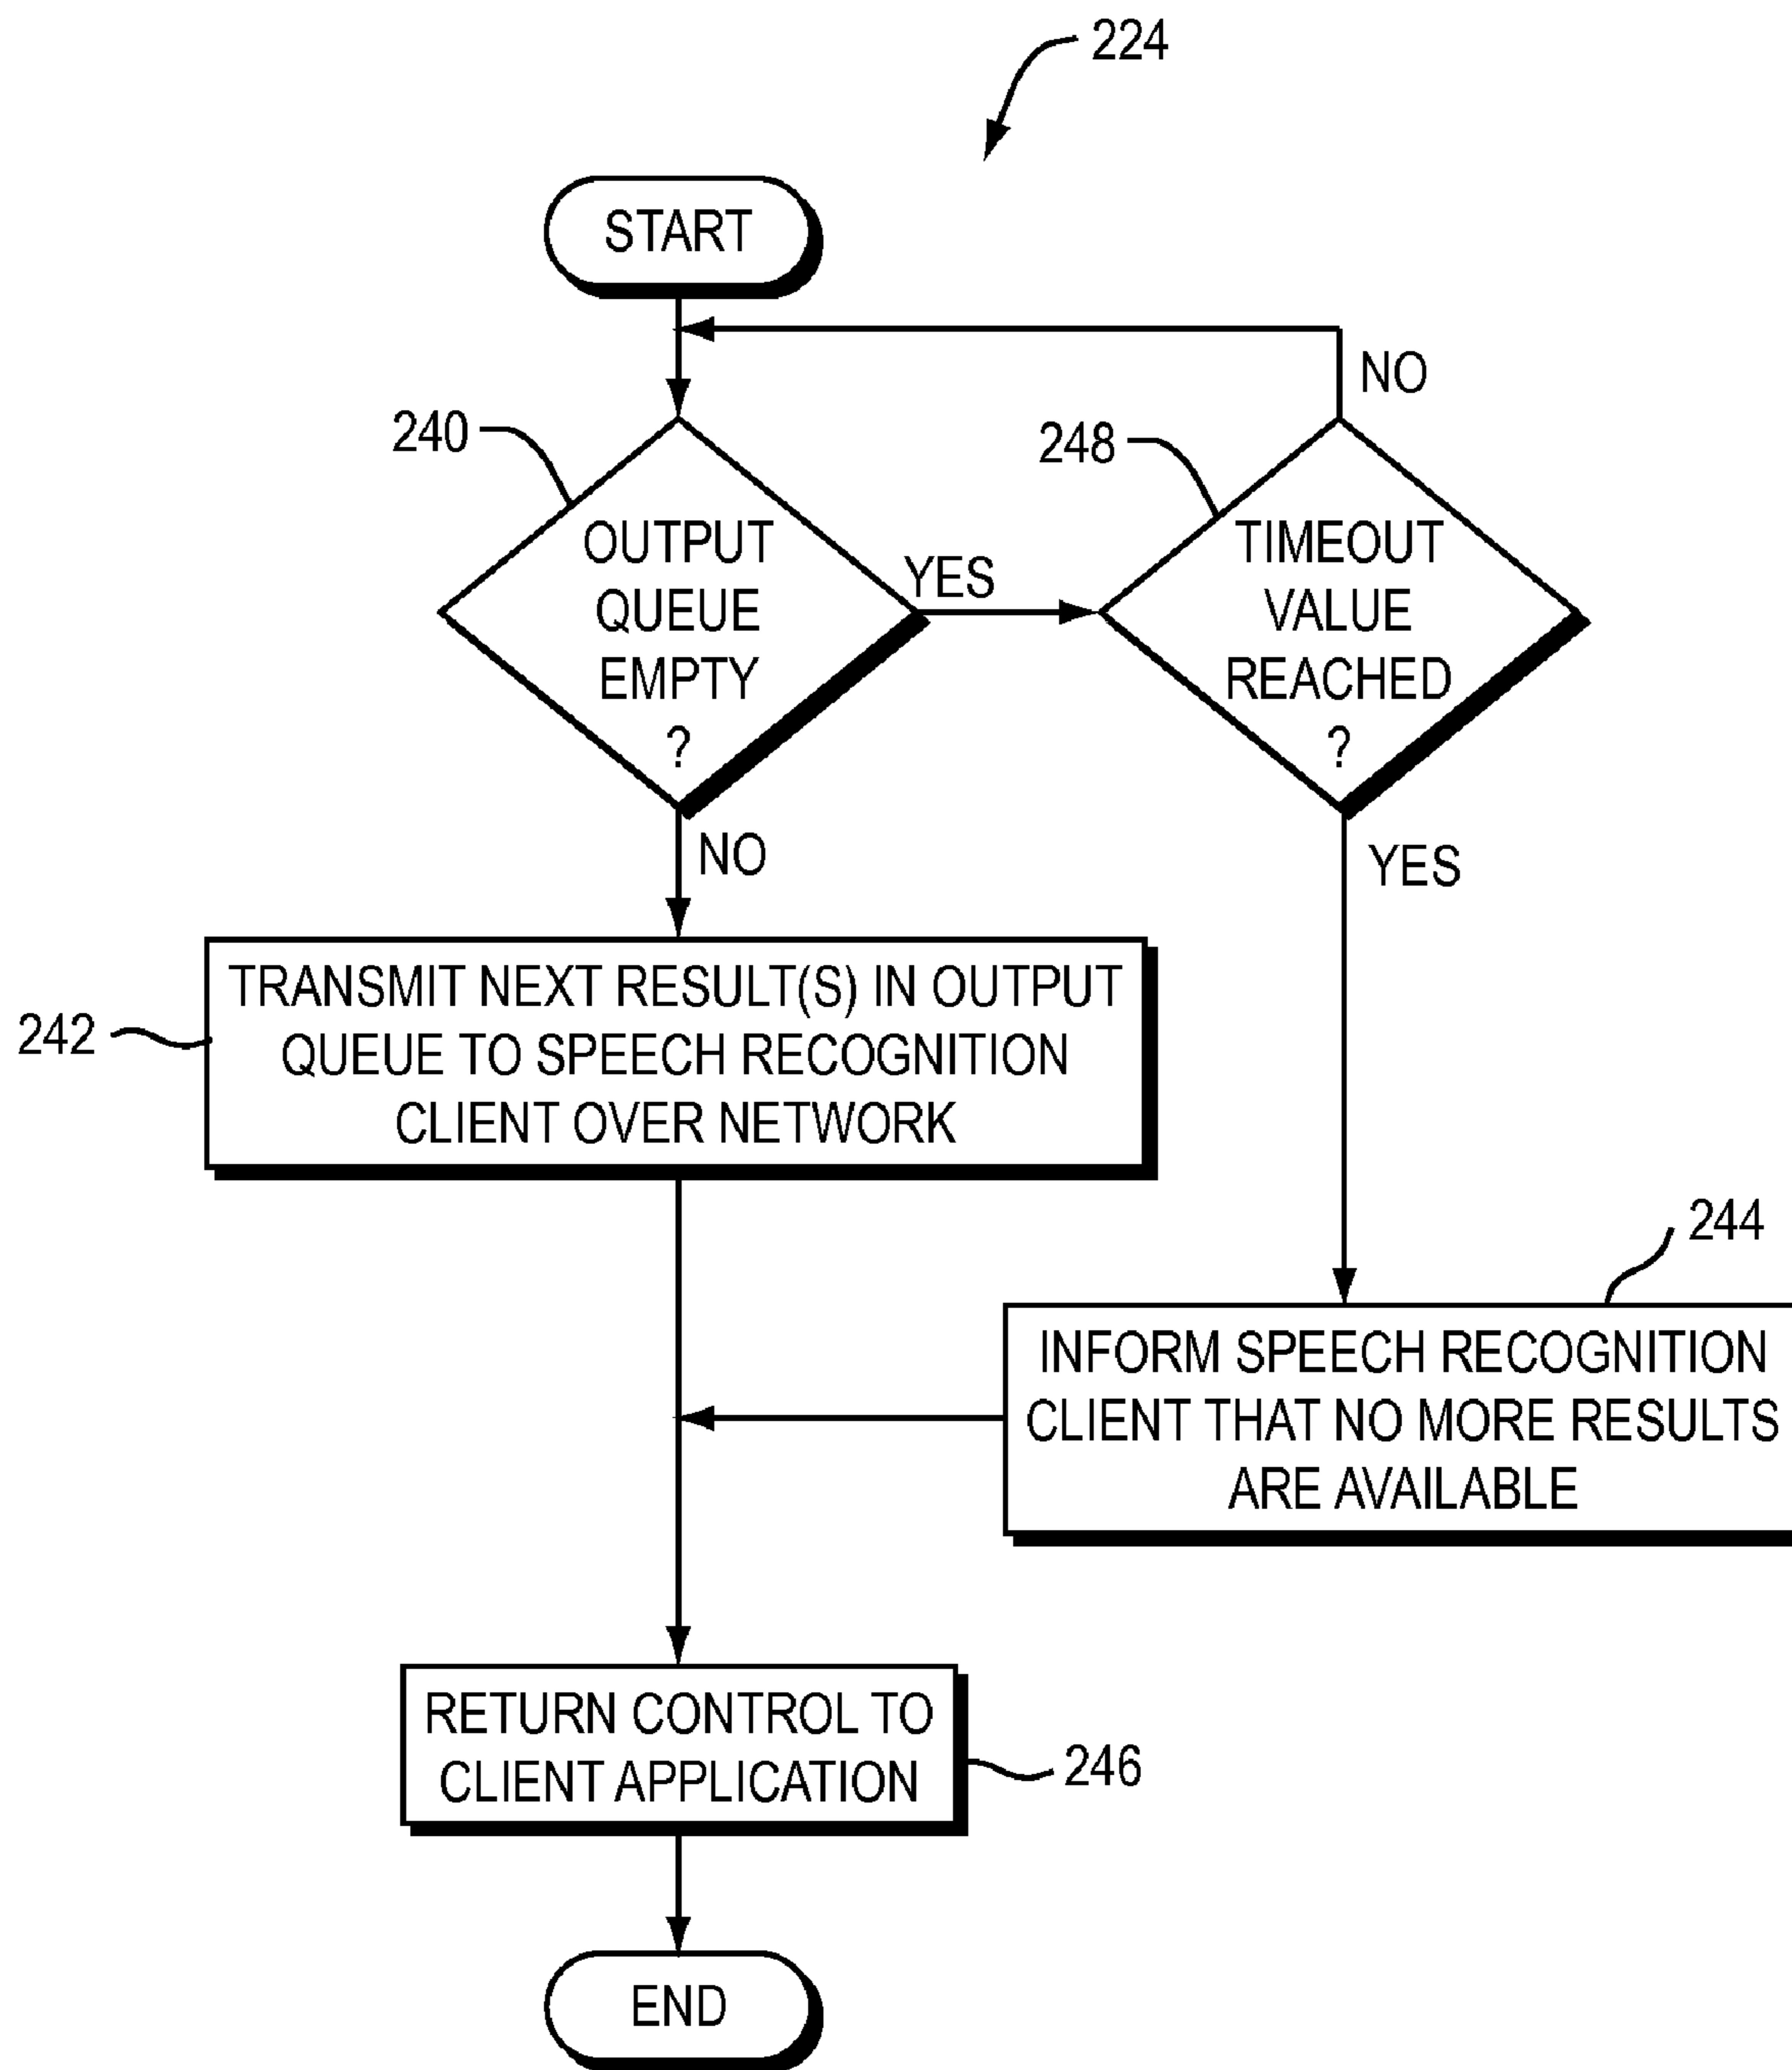 224
START
NO
240
248
OUTPUT
QUEUE
EMPTY
?
YES
TIMEOUT
VALUE
REACHED
?
NO
YES
242
TRANSMIT NEXT RESULT(S) IN OUTPUT
QUEUE TO SPEECH RECOGNITION
CLIENT OVER NETWORK
244
INFORM SPEECH RECOGNITION
CLIENT THAT NO MORE RESULTS
ARE AVAILABLE
RETURN CONTROL TO
CLIENT APPLICATION
246
END